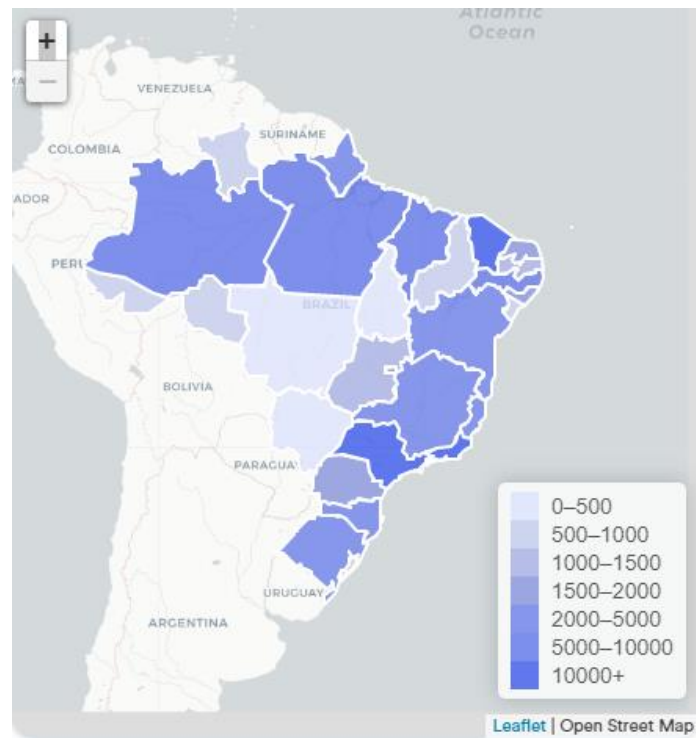 Atlantic
Ocean
+
−
VENEZUELA
SURINAME
COLOMBIA
ADOR
PERU
BRAZIL
BOLIVIA
PARAGUA
URUGUAY
ARGENTINA
0–500
500–1000
1000–1500
1500–2000
2000–5000
5000–10000
10000+
Leaflet | Open Street Map